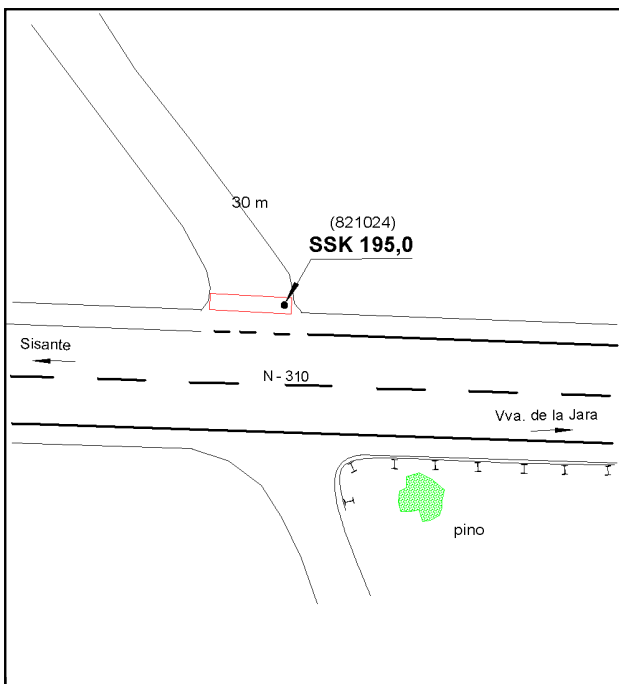 30 m
(821024)
SSK 195,0
Sisante
N - 310
Vva. de la Jara
pino